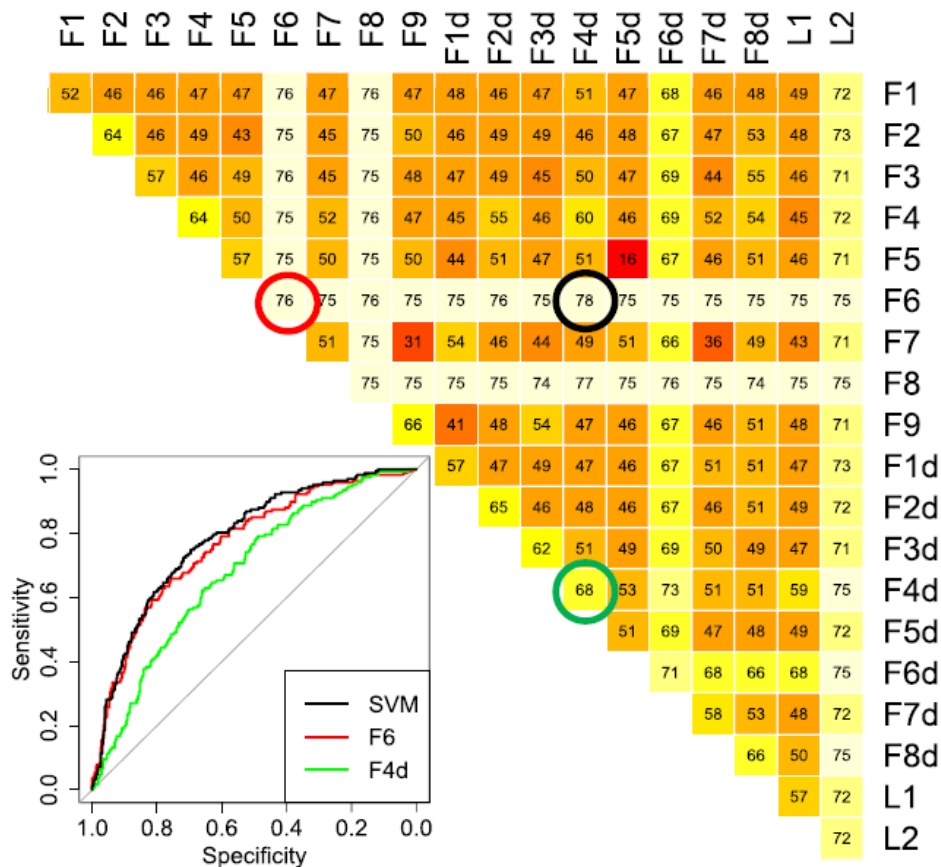 F1 F2 F3 F4 F5 F6 F7 F8 F9 F1d F2d F3d F4d F5d F6d F7d F8d L1 L2
52 46 46 47 47 76 47 76 47 48 46 47 51 47 68 46 48 49 72 F1
64 46 49 43 75 45 75 50 46 49 49 46 48 67 47 53 48 73 F2
57 46 49 76 45 75 48 47 49 45 50 47 69 44 55 46 71 F3
64 50 75 52 76 47 45 55 46 60 46 69 52 54 45 72 F4
57 75 50 75 50 44 51 47 51 16 67 46 51 46 71 F5
76 75 76 75 75 76 75 78 75 75 75 75 75 75 F6
51 75 31 54 46 44 49 51 66 36 49 43 71 F7
75 75 75 75 74 77 75 76 75 74 75 75 F8
66 41 48 54 47 46 67 46 51 48 71 F9
57 47 49 47 46 67 51 51 47 73 F1d
65 46 48 46 67 46 51 49 72 F2d
62 51 49 69 50 49 47 71 F3d
68 53 73 51 51 59 75 F4d
51 69 47 48 49 72 F5d
71 68 66 68 75 F6d
58 53 48 72 F7d
66 50 75 F8d
57 72 L1
72 L2
1.0
0.8
0.6
0.4
0.2
0.0
Sensitivity
SVM
F6
F4d
1.0 0.8 0.6 0.4 0.2 0.0
Specificity